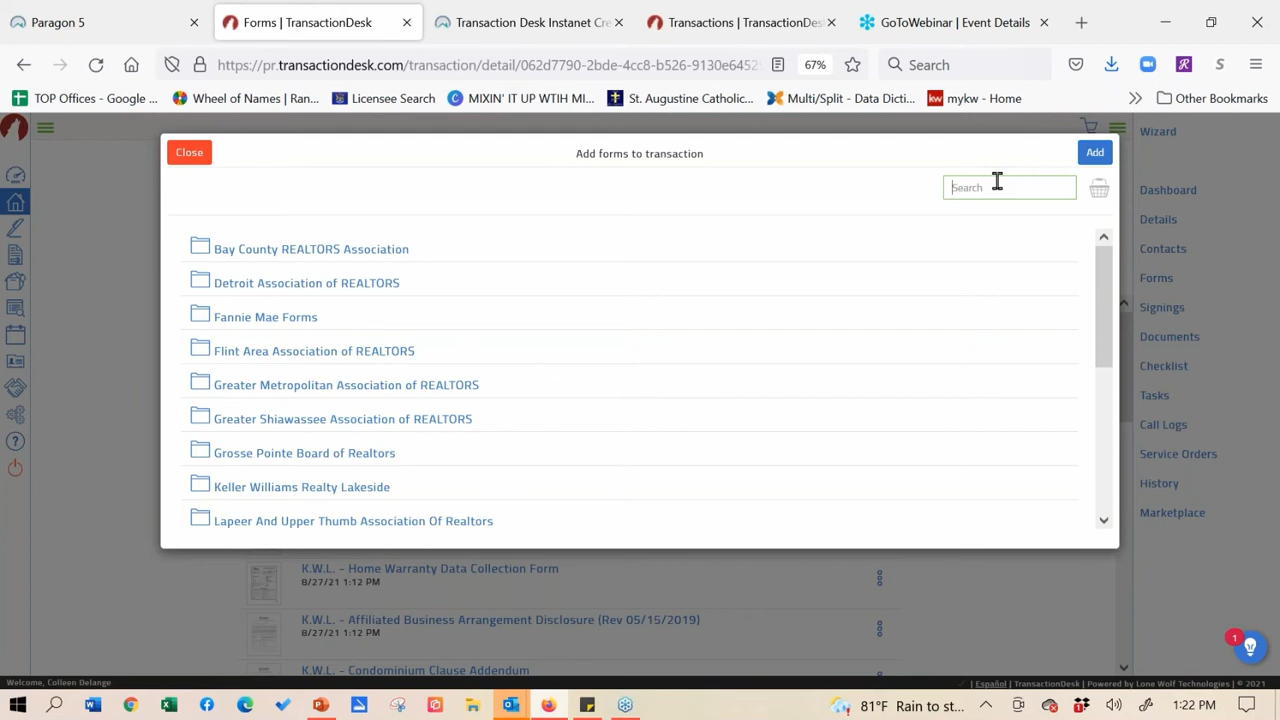 Paragon 5
Forms | TransactionDesk
Transaction Desk Instanet Cre
Transactions | TransactionDes
GoToWebinar | Event Details
https://pr.transactiondesk.com/transaction/detail/062d7790-2bde-4cc8-b526-9130e6452
67%
Search
TOP Offices - Google ...
Wheel of Names | Ran...
Licensee Search
MIXIN' IT UP WTIH MI...
St. Augustine Catholic...
Multi/Split - Data Dicti...
mykw - Home
Other Bookmarks
Close
Add forms to transaction
Add
Search
Bay County REALTORS Association
Detroit Association of REALTORS
Fannie Mae Forms
Flint Area Association of REALTORS
Greater Metropolitan Association of REALTORS
Greater Shiawassee Association of REALTORS
Grosse Pointe Board of Realtors
Keller Williams Realty Lakeside
Lapeer And Upper Thumb Association Of Realtors
Wizard
Dashboard
Details
Contacts
Forms
Signings
Documents
Checklist
Tasks
Call Logs
Service Orders
History
Marketplace
K.W.L. - Home Warranty Data Collection Form
8/27/21 1:12 PM
K.W.L. - Affiliated Business Arrangement Disclosure (Rev 05/15/2019)
8/27/21 1:12 PM
K.W.L. - Condominium Clause Addendum
1
Welcome, Colleen Delange
| Español | TransactionDesk | Powered by Lone Wolf Technologies | © 2021
81°F Rain to st...
1:22 PM